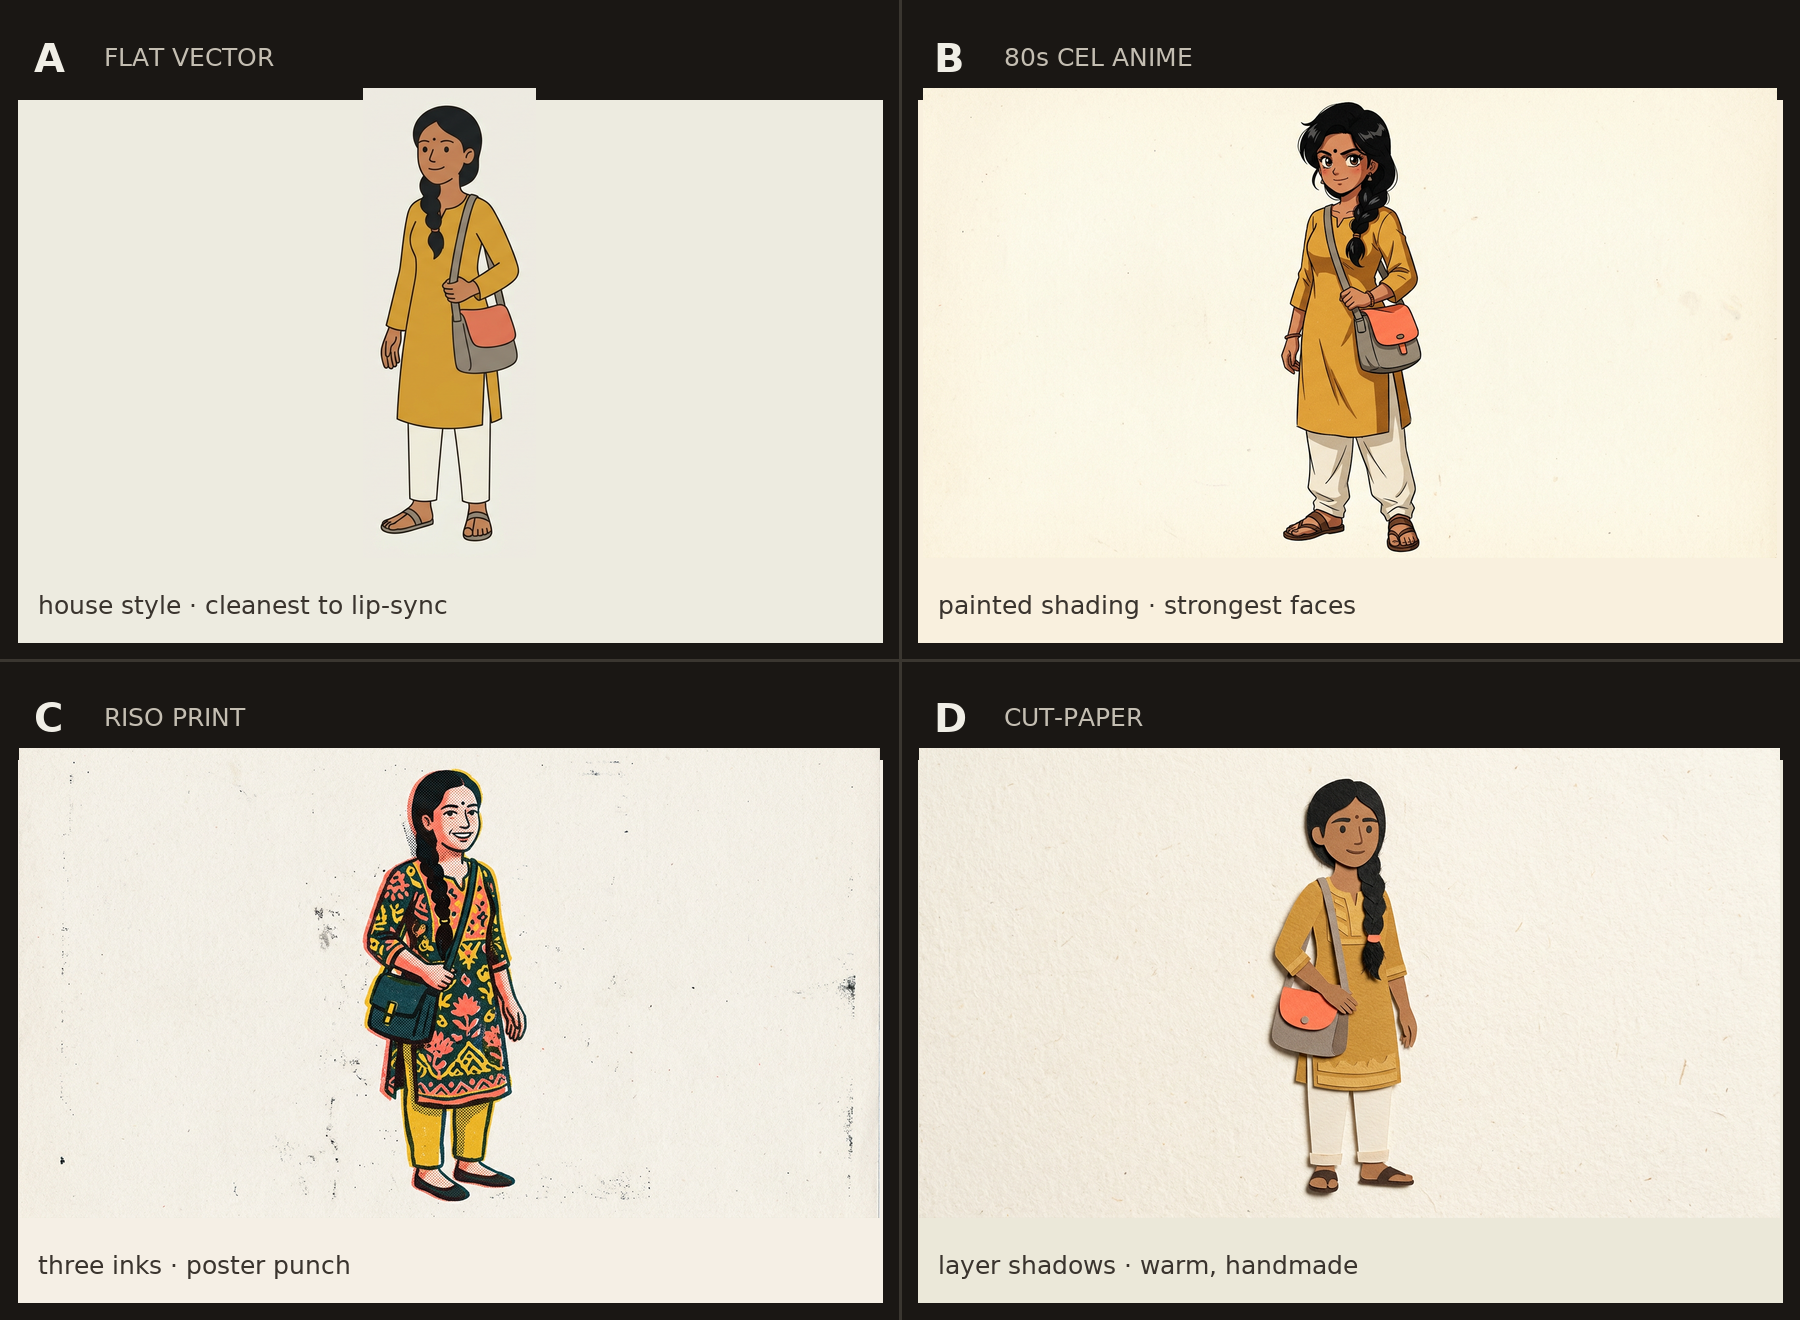 A FLAT VECTOR
house style · cleanest to lip-sync
B 80s CEL ANIME
painted shading · strongest faces
C RISO PRINT
three inks · poster punch
D CUT-PAPER
layer shadows · warm, handmade